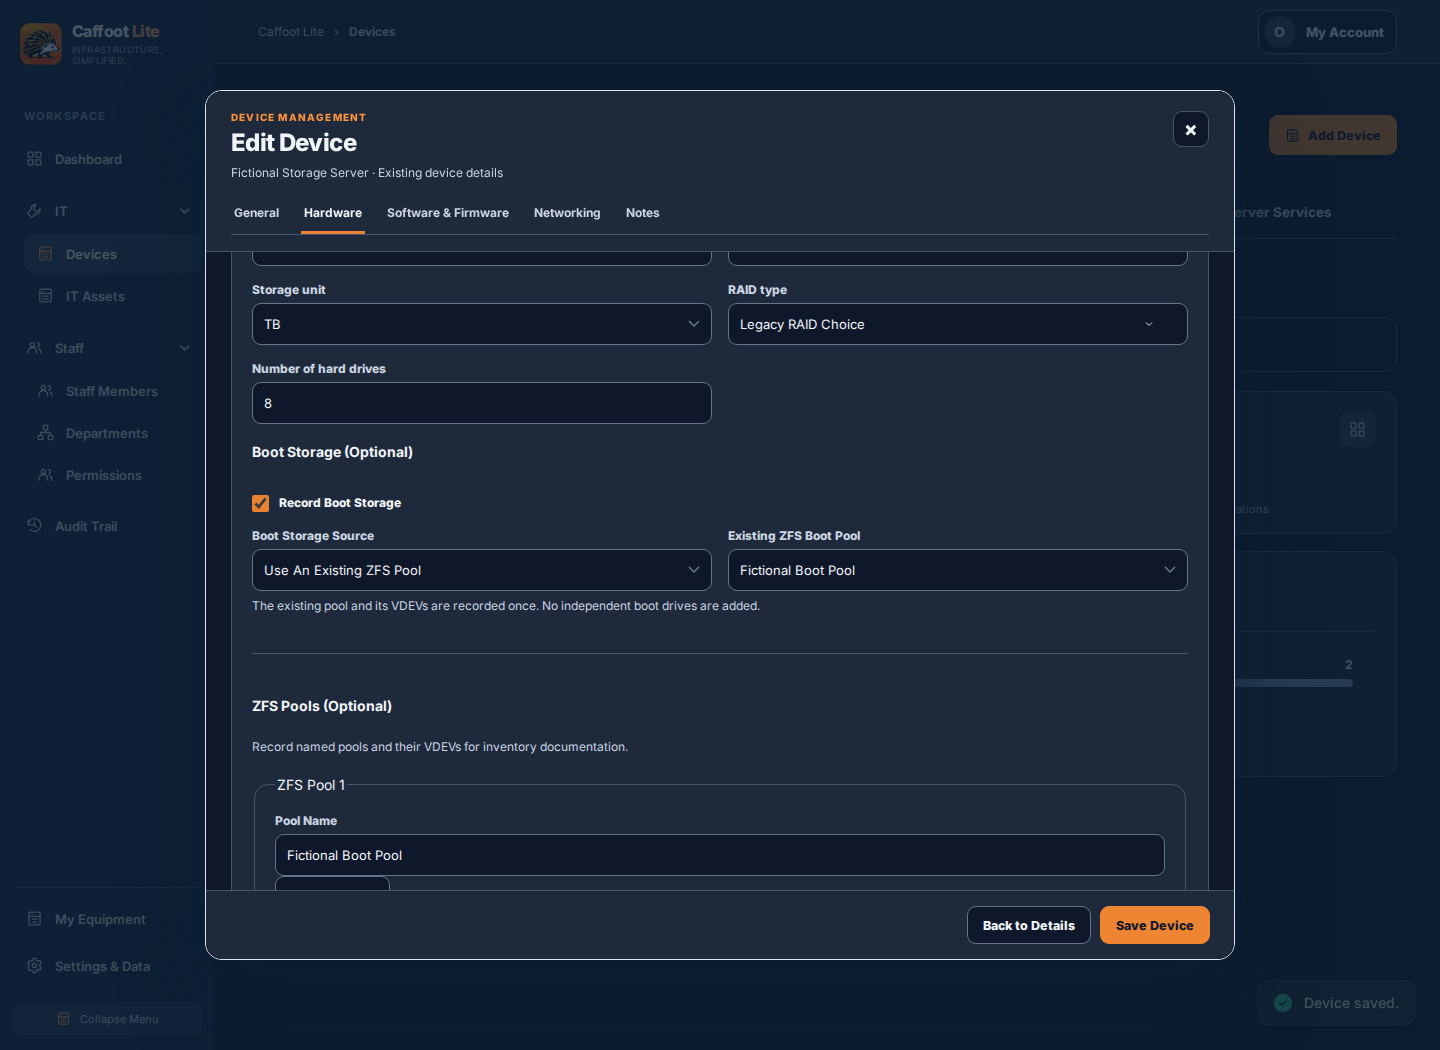 Caffoot Lite
INFRASTRUCTURE,
SIMPLIFIED.
Caffoot Lite › Devices
O My Account
WORKSPACE
Dashboard
IT
Devices
IT Assets
Staff
Staff Members
Departments
Permissions
Audit Trail
My Equipment
Settings & Data
Collapse Menu
Add Device
Server Services
2
DEVICE MANAGEMENT
Edit Device
Fictional Storage Server · Existing device details
General Hardware Software & Firmware Networking Notes
Storage unit RAID type
TB Legacy RAID Choice
Number of hard drives
8
Boot Storage (Optional)
Record Boot Storage
Boot Storage Source Existing ZFS Boot Pool
Use An Existing ZFS Pool Fictional Boot Pool
The existing pool and its VDEVs are recorded once. No independent boot drives are added.
ZFS Pools (Optional)
Record named pools and their VDEVs for inventory documentation.
ZFS Pool 1
Pool Name
Fictional Boot Pool
Back to Details Save Device
Device saved.